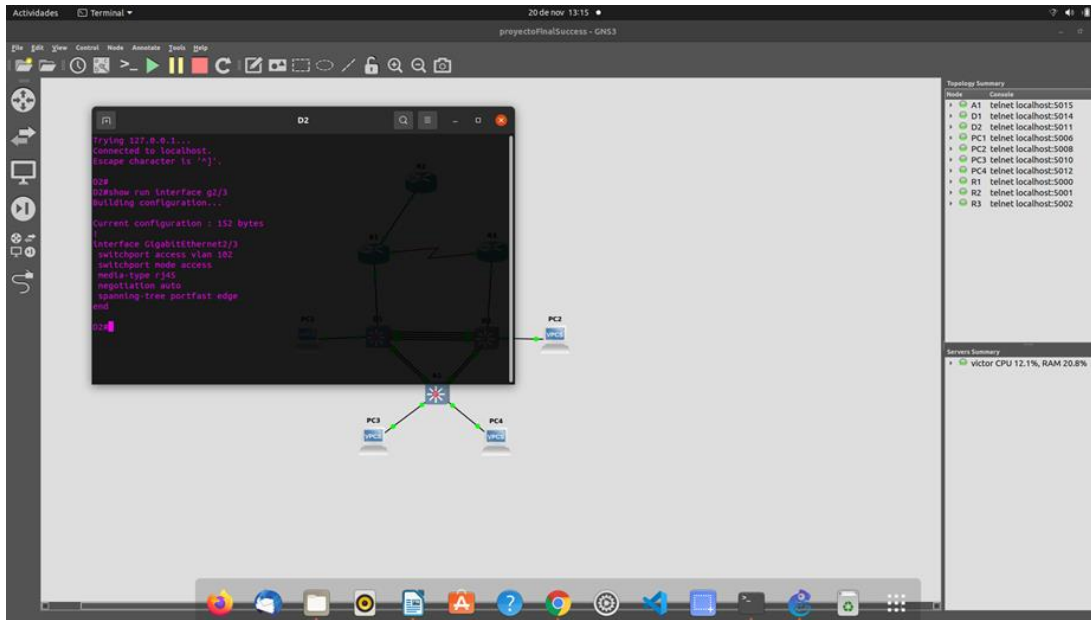 Actividades
Terminal
20 de nov 13:15
proyectoFinalSuccess - GNS3
File Edit View Control Node Annotate Tools Help
D2
Trying 127.0.0.1...
Connected to localhost.
Escape character is '^]'.
D2#
D2#show run interface g2/3
Building configuration...
Current configuration : 152 bytes
!
interface GigabitEthernet2/3
switchport access vlan 102
switchport mode access
media-type rj45
negotiation auto
spanning-tree portfast edge
end
D2#
PC2
VPCS
PC3
VPCS
PC4
VPCS
Topology Summary
Node Console
A1 telnet localhost:5015
D1 telnet localhost:5014
D2 telnet localhost:5011
PC1 telnet localhost:5006
PC2 telnet localhost:5008
PC3 telnet localhost:5010
PC4 telnet localhost:5012
R1 telnet localhost:5000
R2 telnet localhost:5001
R3 telnet localhost:5002
Servers Summary
victor CPU 12.1%, RAM 20.8%